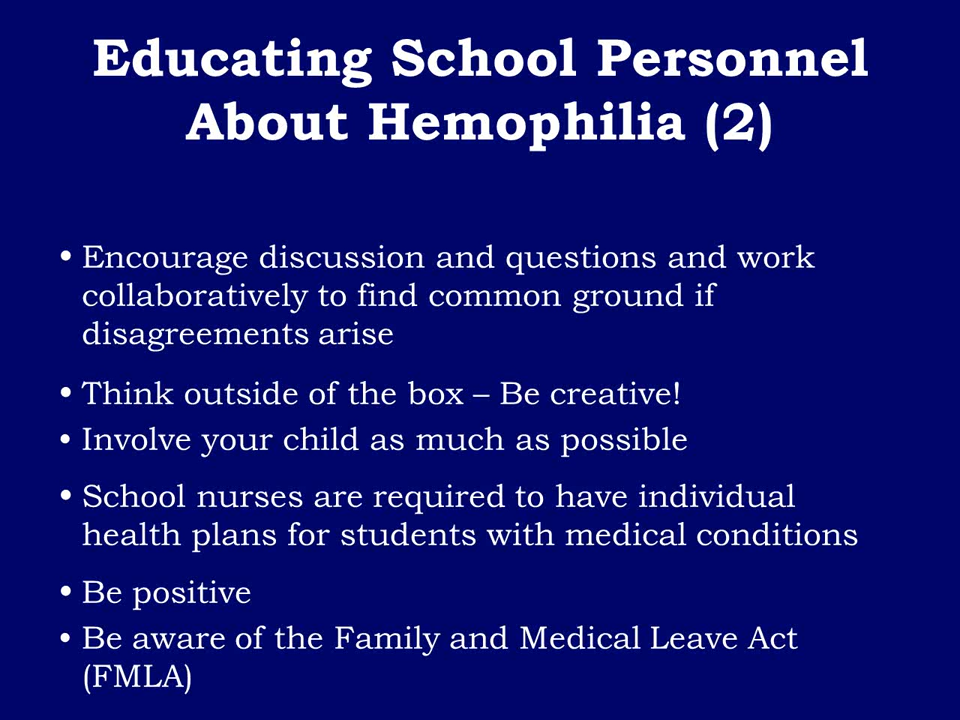 Educating School Personnel
About Hemophilia (2)
• Encourage discussion and questions and work
collaboratively to find common ground if
disagreements arise
• Think outside of the box – Be creative!
• Involve your child as much as possible
• School nurses are required to have individual
health plans for students with medical conditions
• Be positive
• Be aware of the Family and Medical Leave Act
(FMLA)